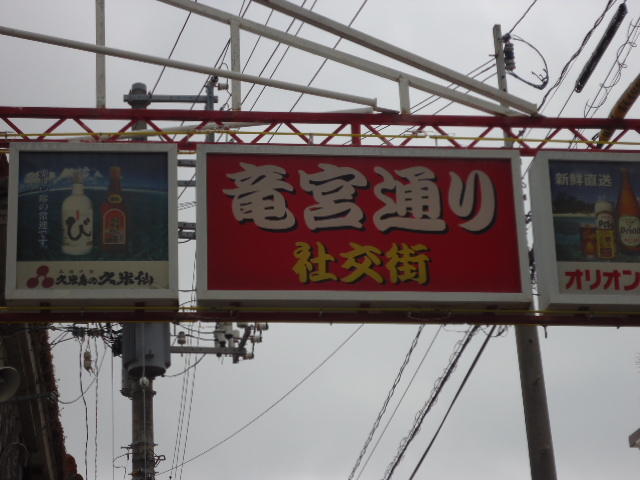 竜宮通り
社交街
び
久米島の久米仙
新鮮直送
オリオン